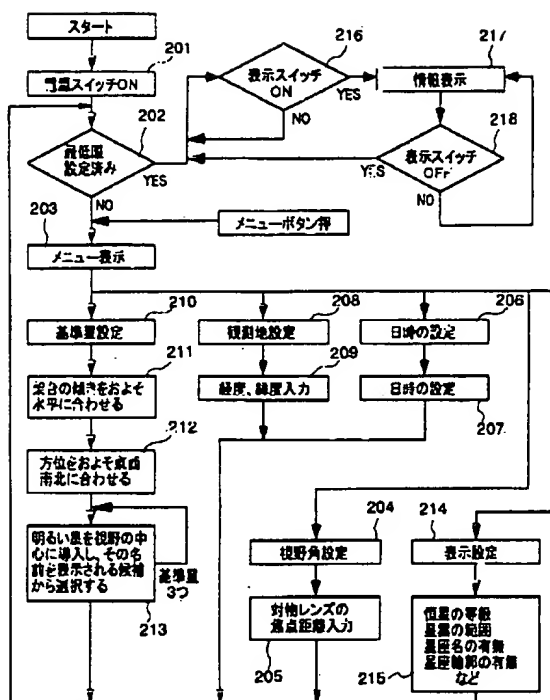 スタート
201
電源スイッチON
202
最低限
設定済み
YES
NO
216
表示スイッチ
ON
YES
NO
217
情報表示
218
表示スイッチ
OFF
YES
NO
メニューボタン押
203
メニュー表示
210
基準星設定
208
観測地設定
206
日時の設定
211
架台の傾きをおよそ
水平に合わせる
209
経度、緯度入力
日時の設定
207
212
方位をおよそ東西
南北に合わせる
明るい星を視野の中
心に導入し、その名
前を表示される候補
から選択する
213
基準星
3つ
204
視野角設定
対物レンズの
焦点距離入力
205
214
表示設定
恒星の等級
星雲の範囲
星座名の有無
星座輪郭の有無
など
215